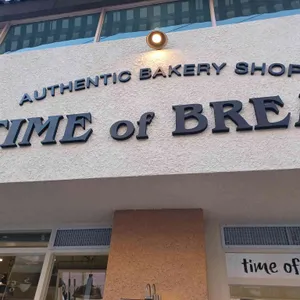 AUTHENTIC BAKERY SHOP
TIME of BRE
time of